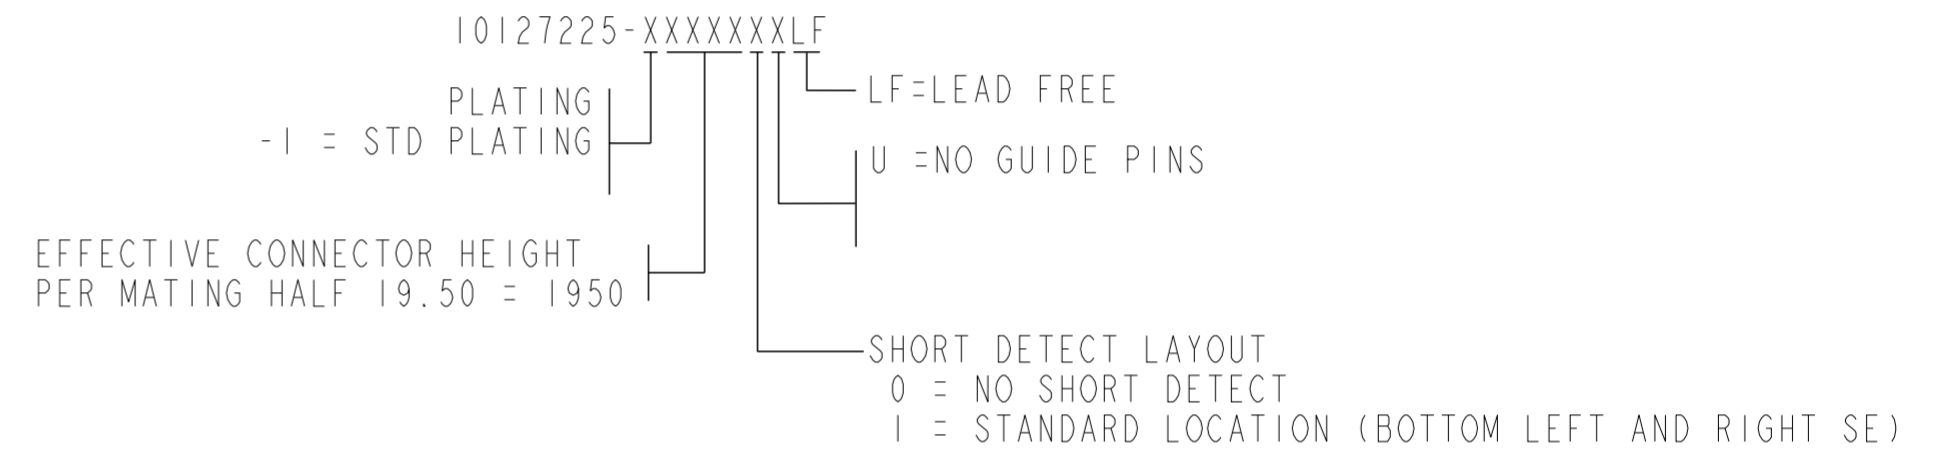 10127225-XXXXXXXLF
PLATING
-1 = STD PLATING
LF=LEAD FREE
U =NO GUIDE PINS
EFFECTIVE CONNECTOR HEIGHT
PER MATING HALF 19.50 = 1950
SHORT DETECT LAYOUT
0 = NO SHORT DETECT
1 = STANDARD LOCATION (BOTTOM LEFT AND RIGHT SE)